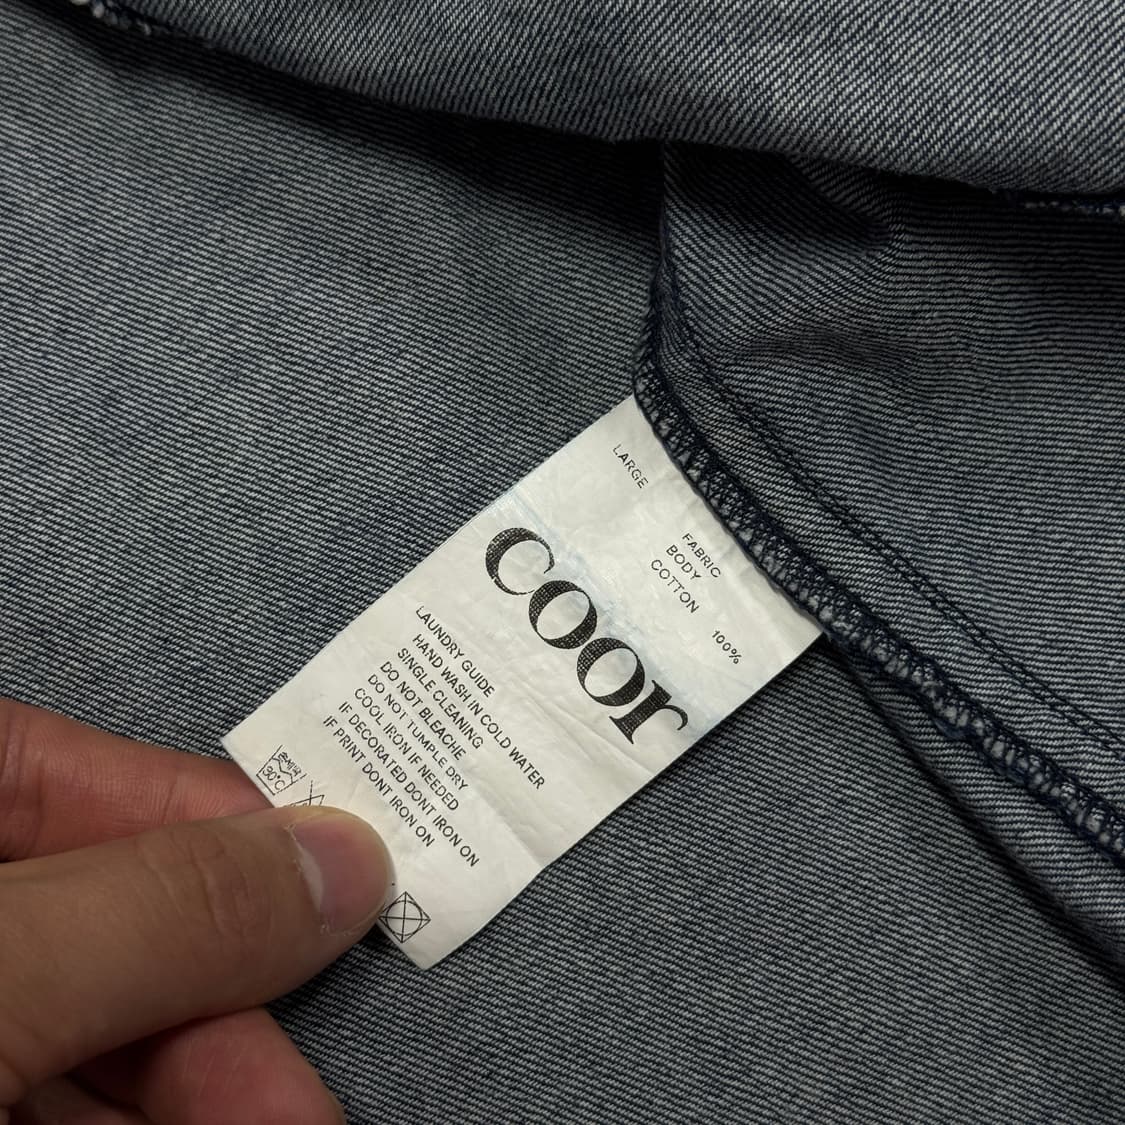 LARGE
FABRIC
BODY
COTTON 100%
coor
LAUNDRY GUIDE
HAND WASH IN COLD WATER
SINGLE CLEANING
DO NOT BLEACHE
DO NOT TUMPLE DRY
COOL IRON IF NEEDED
IF DECORATED DONT IRON ON
IF PRINT DONT IRON ON
30°C